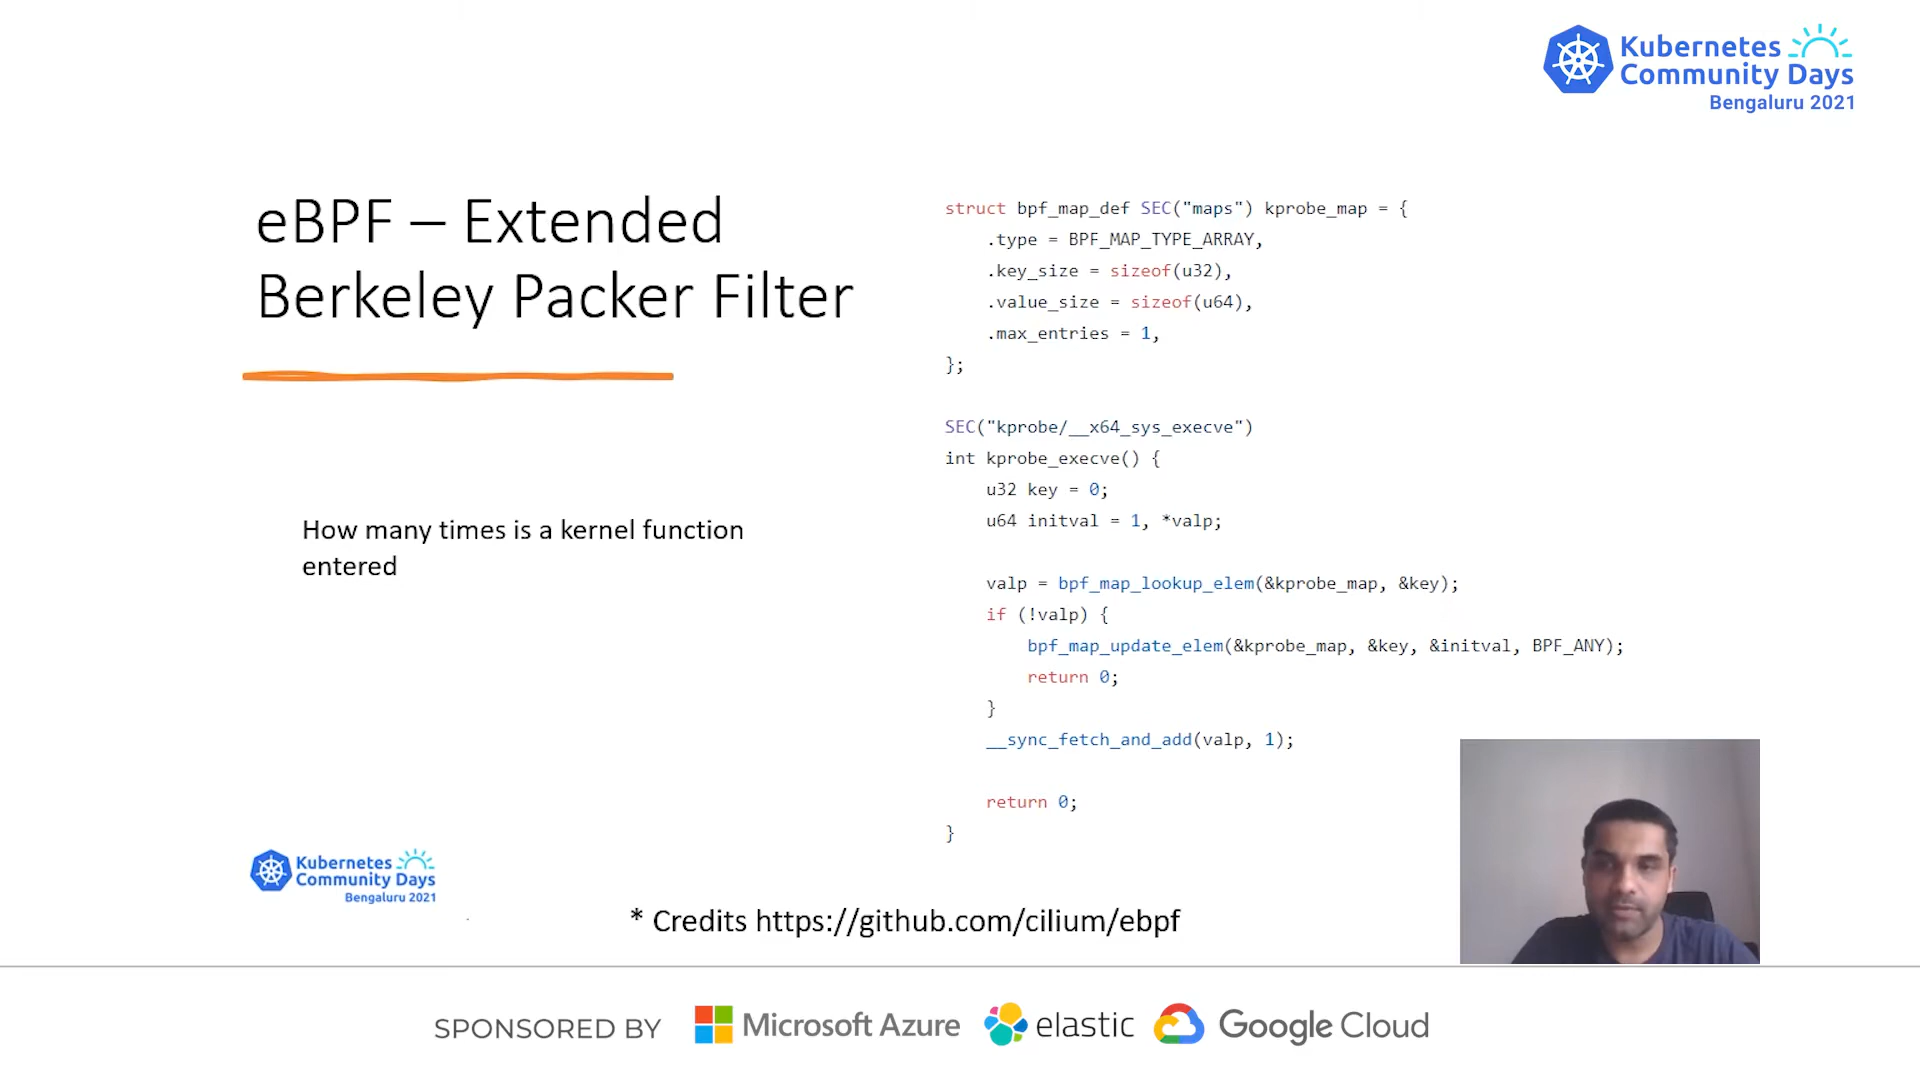 Kubernetes
Community Days
Bengaluru 2021
eBPF – Extended
Berkeley Packer Filter
How many times is a kernel function
entered
struct bpf_map_def SEC("maps") kprobe_map = {
    .type = BPF_MAP_TYPE_ARRAY,
    .key_size = sizeof(u32),
    .value_size = sizeof(u64),
    .max_entries = 1,
};
SEC("kprobe/__x64_sys_execve")
int kprobe_execve() {
    u32 key = 0;
    u64 initval = 1, *valp;
    valp = bpf_map_lookup_elem(&kprobe_map, &key);
    if (!valp) {
        bpf_map_update_elem(&kprobe_map, &key, &initval, BPF_ANY);
        return 0;
    }
    __sync_fetch_and_add(valp, 1);
    return 0;
}
Kubernetes
Community Days
Bengaluru 2021
* Credits https://github.com/cilium/ebpf
SPONSORED BY Microsoft Azure elastic Google Cloud